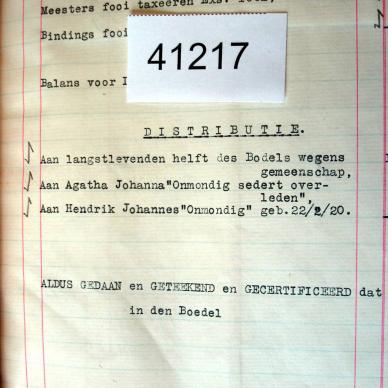 Meesters fooi taxeeren Exs.
Bindings fooi
41217
Balans voor
DISTRIBUTIE.
Aan langstlevenden helft des Bodels wegens
gemeenschap,
Aan Agatha Johanna"Onmondig sedert over-
leden",
Aan Hendrik Johannes"Onmondig" geb.22/2/20.
ALDUS GEDAAN en GETEEKEND en GECERTIFICEERD dat
in den Boedel